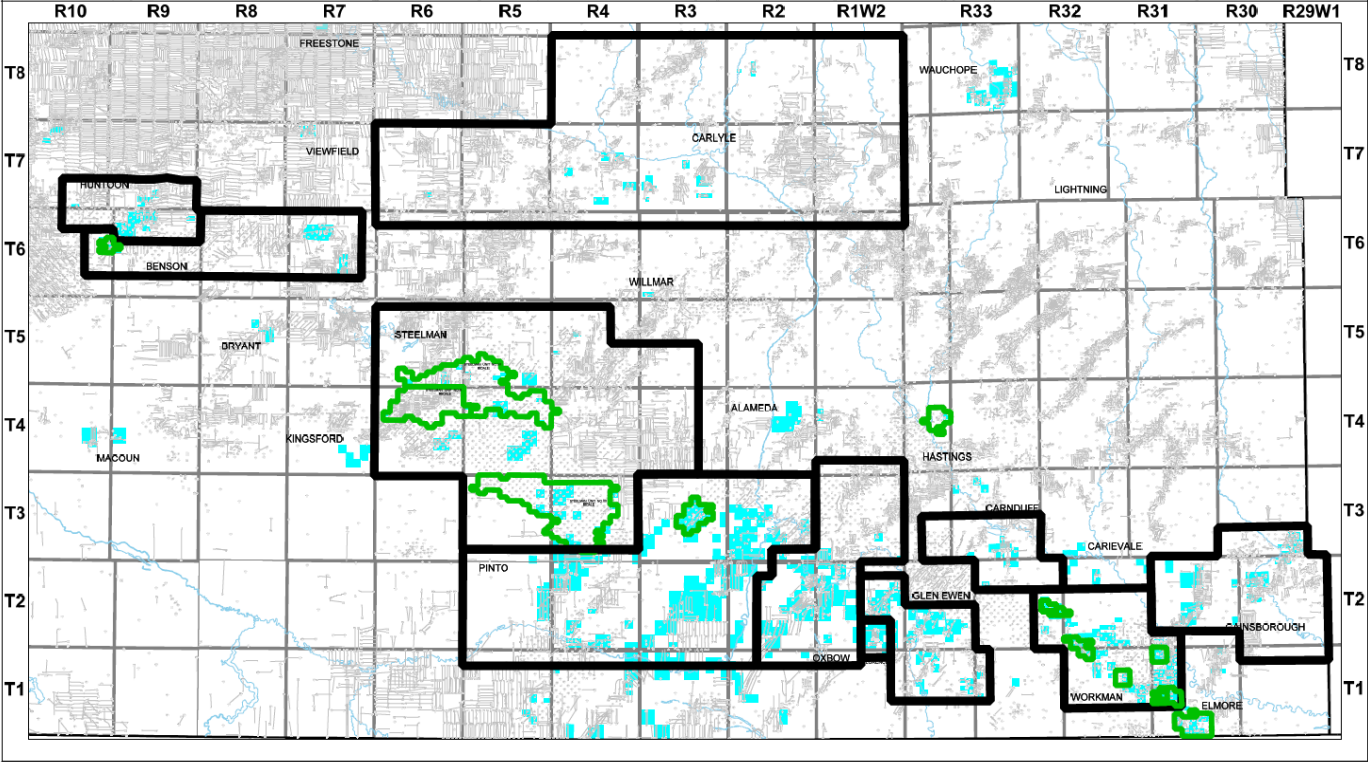 R10 R9 R8 R7 R6 R5 R4 R3 R2 R1W2 R33 R32 R31 R30 R29W1
FREESTONE
T8 WAUCHOPE T8
CARLYLE
T7 VIEWFIELD T7
HUNTOON LIGHTNING
T6 T6
BENSON
WILLMAR
T5 STEELMAN T5
BRYANT
ALAMEDA
T4 KINGSFORD T4
MACOUN HASTINGS
T3 CARNDUFF T3
CARIEVALE
PINTO
T2 GLEN EWEN T2
GAINSBOROUGH
OXBOW
T1 WORKMAN T1
ELMORE